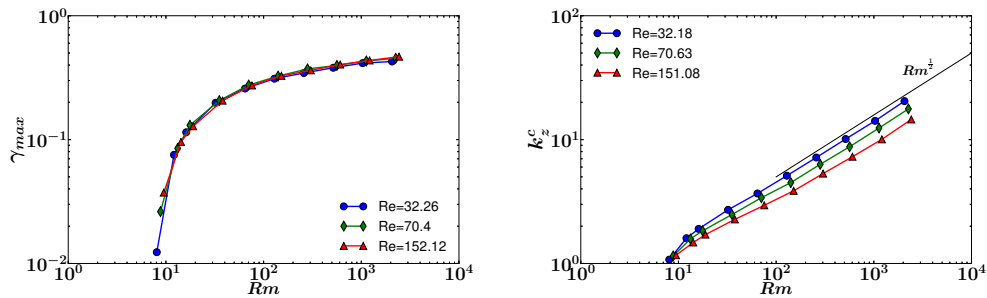 10^0
10^{-1}
10^{-2}
γ_{max}
10^0 10^1 10^2 10^3 10^4
Rm
Re=32.26
Re=70.4
Re=152.12
10^2
10^1
10^0
k_z^c
10^0 10^1 10^2 10^3 10^4
Rm
Re=32.18
Re=70.63
Re=151.08
Rm^{1/2}